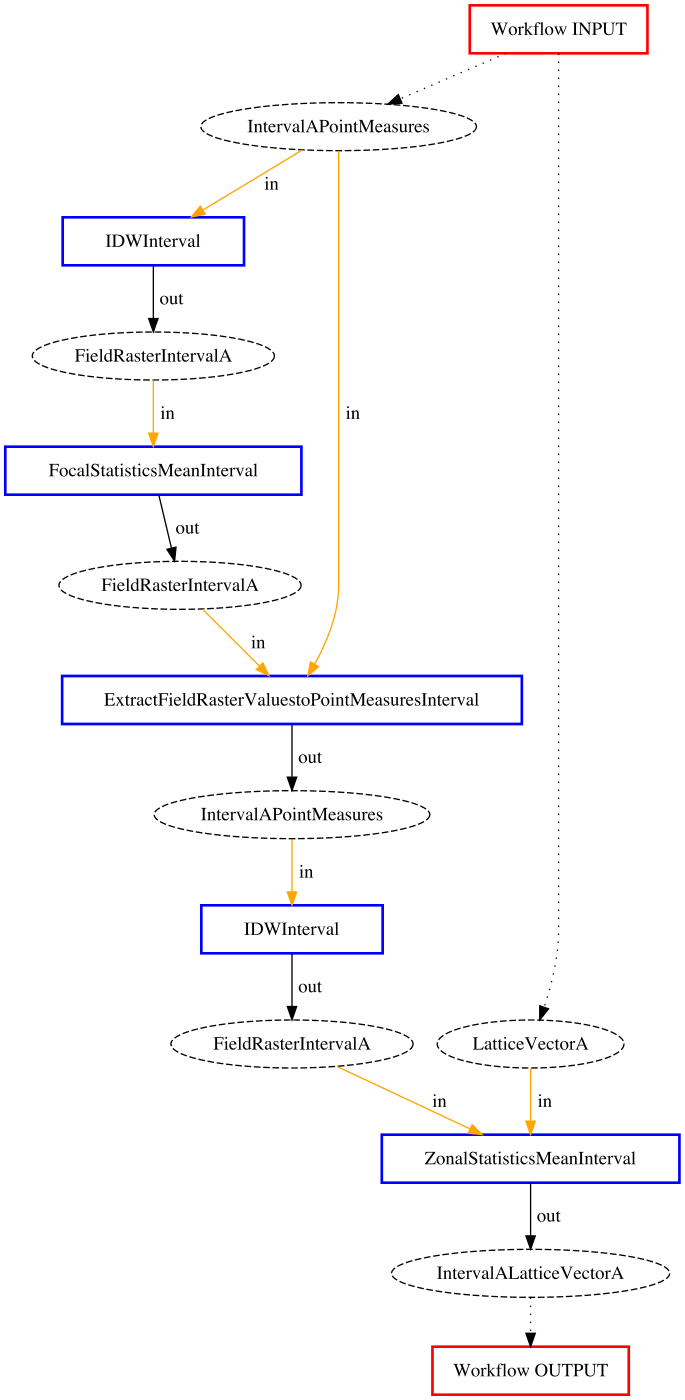 Workflow INPUT
IntervalAPointMeasures
in
IDWInterval
out
FieldRasterIntervalA
in
in
FocalStatisticsMeanInterval
out
FieldRasterIntervalA
in
ExtractFieldRasterValuestoPointMeasuresInterval
out
IntervalAPointMeasures
in
IDWInterval
out
FieldRasterIntervalA
LatticeVectorA
in
in
ZonalStatisticsMeanInterval
out
IntervalALatticeVectorA
Workflow OUTPUT